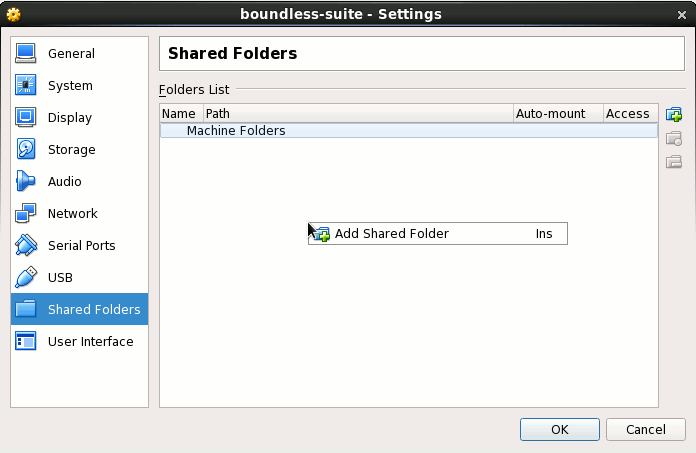 boundless-suite - Settings
General
System
Display
Storage
Audio
Network
Serial Ports
USB
Shared Folders
User Interface
Shared Folders
Folders List
Name Path Auto-mount Access
Machine Folders
Add Shared Folder Ins
OK Cancel